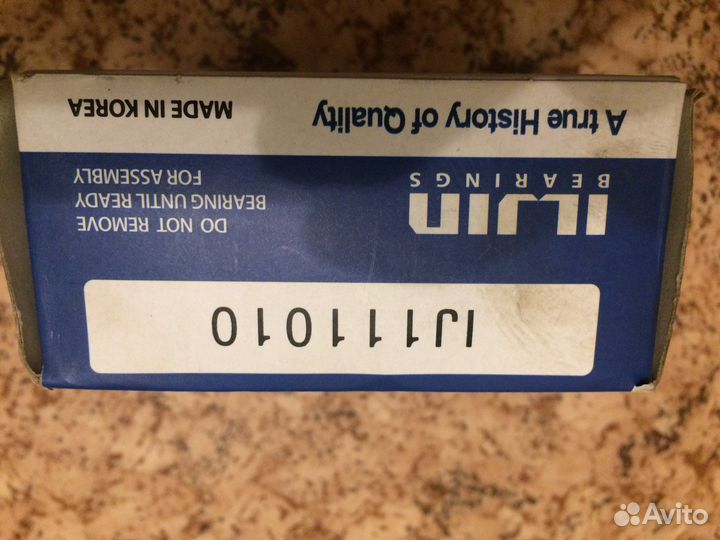 IJ111010
ILJIN
BEARINGS
DO NOT REMOVE
BEARING UNTIL READY
FOR ASSEMBLY
A true History of Quality
MADE IN KOREA
Avito